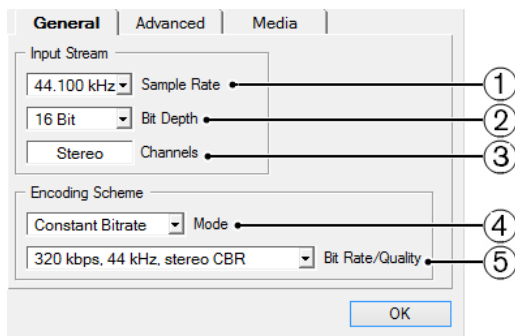 General Advanced Media
Input Stream
44.100 kHz Sample Rate 1
16 Bit Bit Depth 2
Stereo Channels 3
Encoding Scheme
Constant Bitrate Mode 4
320 kbps, 44 kHz, stereo CBR Bit Rate/Quality 5
OK